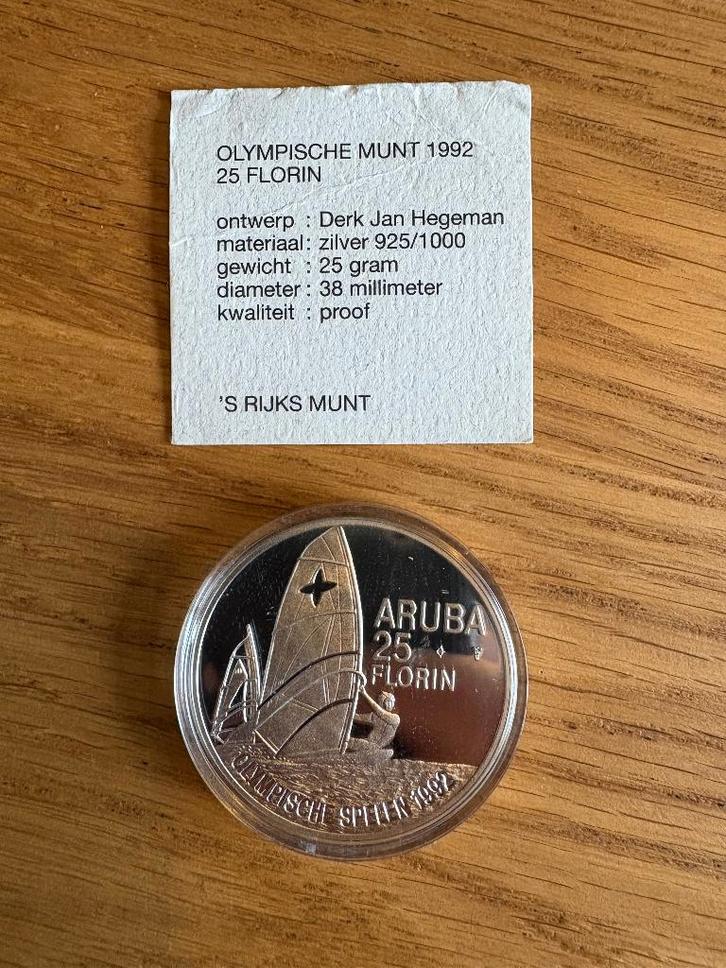 OLYMPISCHE MUNT 1992
25 FLORIN
ontwerp : Derk Jan Hegeman
materiaal: zilver 925/1000
gewicht : 25 gram
diameter : 38 millimeter
kwaliteit : proof
'S RIJKS MUNT
ARUBA
25
FLORIN
OLYMPISCHE SPELEN 1992